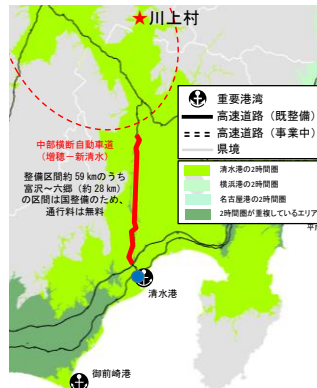 ★川上村
重要港湾
高速道路（既整備）
高速道路（事業中）
県境
中部横断自動車道
（増穂－新清水）
整備区間約 59 kmのうち
富沢～六郷（約 28 km）
の区間は国整備のため、
通行料は無料
清水港の2時間圏
横浜港の2時間圏
名古屋港の2時間圏
2時間圏が重複しているエリア
清水港
御前崎港